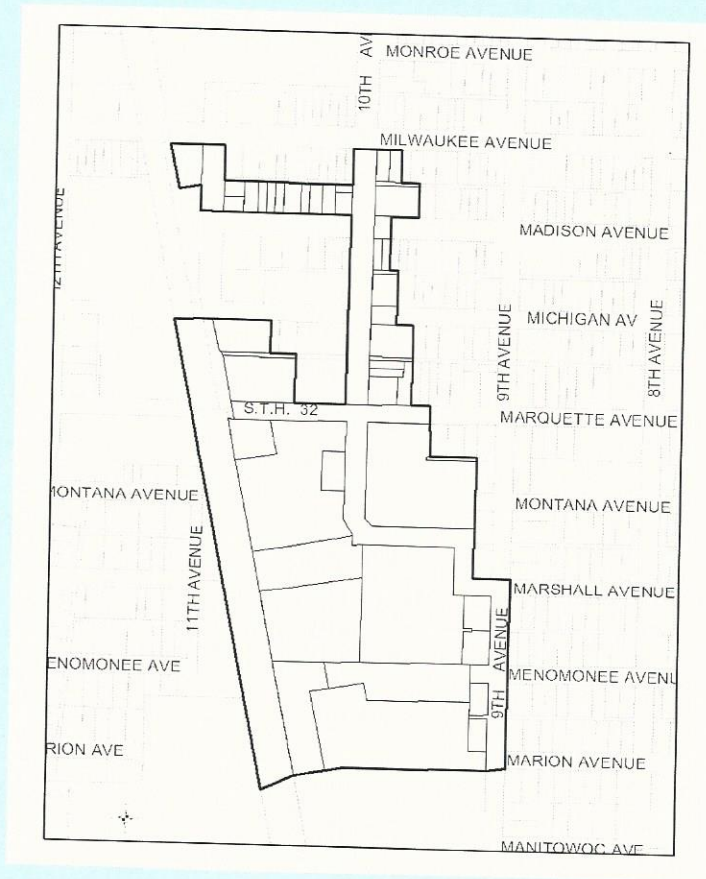 10TH AV
MONROE AVENUE
MILWAUKEE AVENUE
12TH AVENUE
MADISON AVENUE
MICHIGAN AV
9TH AVENUE
8TH AVENUE
S.T.H. 32
MARQUETTE AVENUE
MONTANA AVENUE
MONTANA AVENUE
11TH AVENUE
MARSHALL AVENUE
9TH AVENUE
ENOMONEE AVE
MENOMONEE AVENU
RION AVE
MARION AVENUE
MANITOWOC AVE